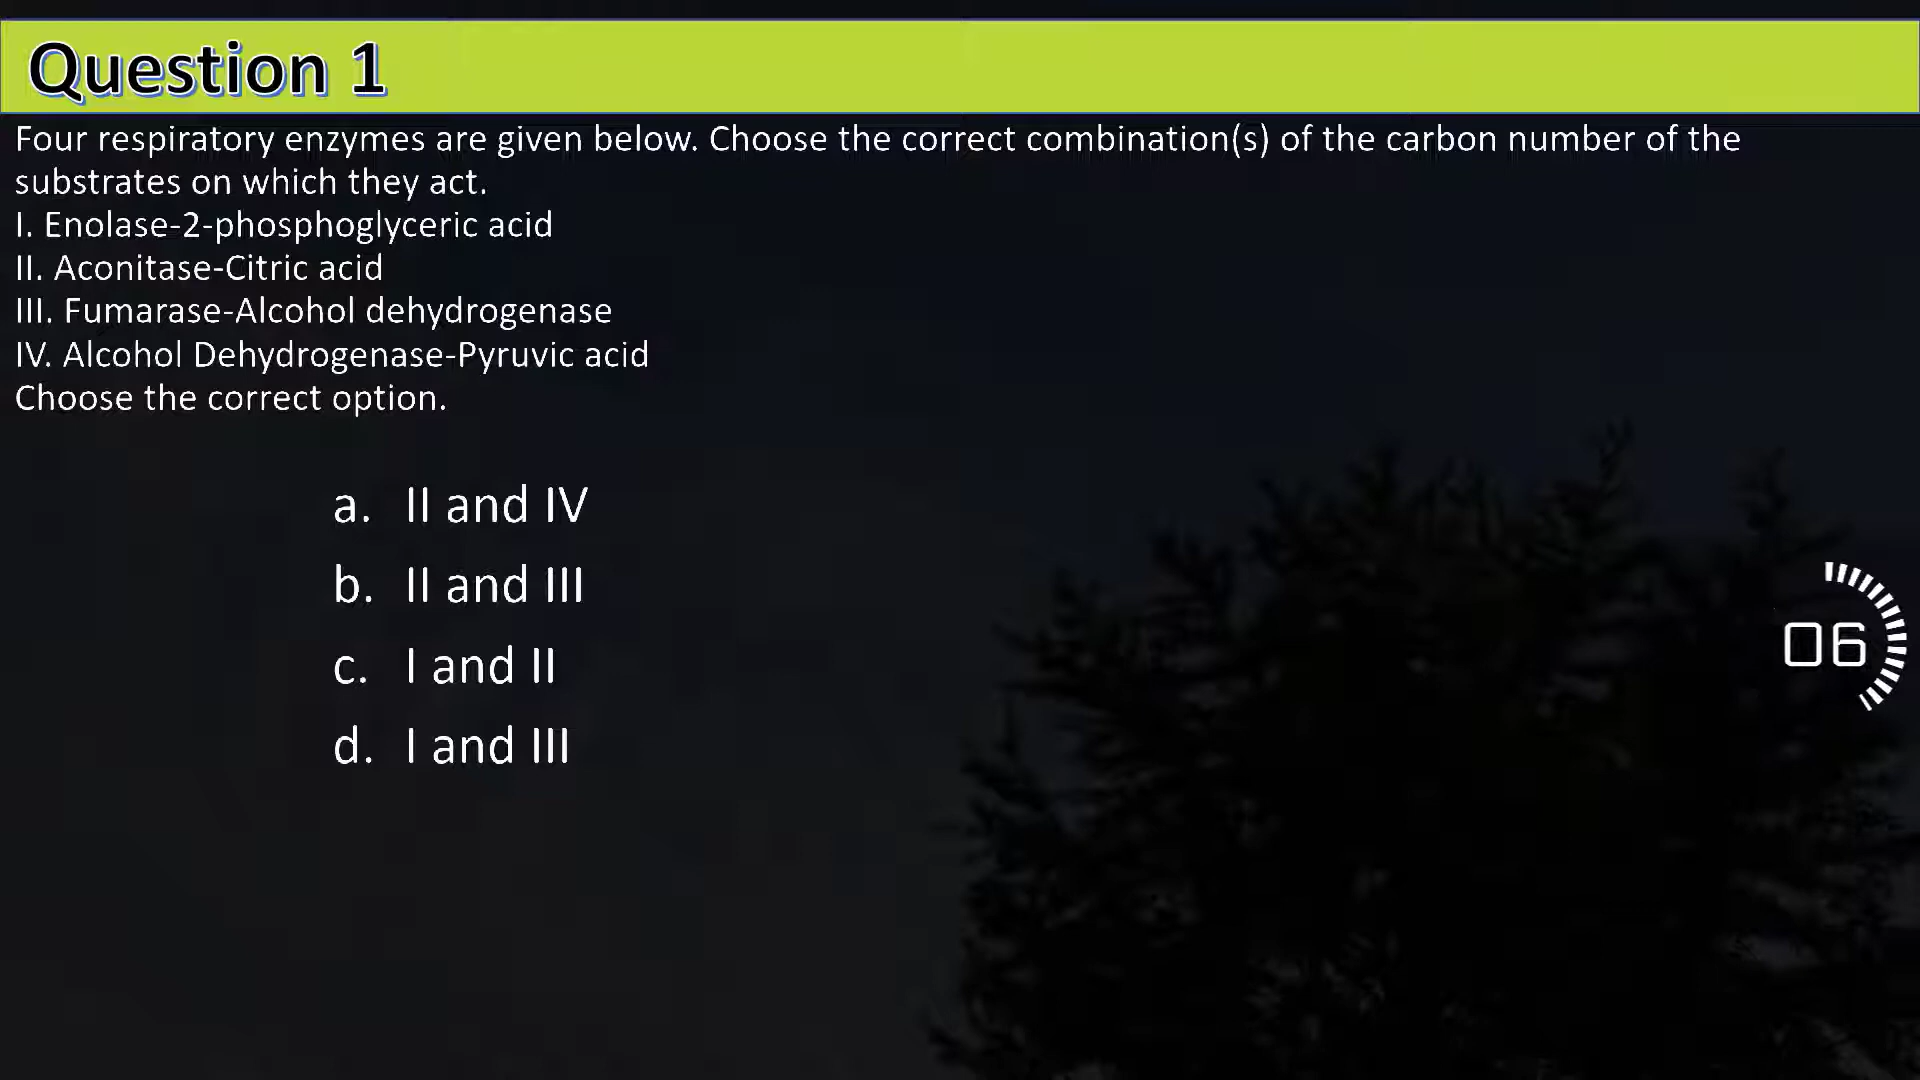 Question 1
Four respiratory enzymes are given below. Choose the correct combination(s) of the carbon number of the
substrates on which they act.
I. Enolase-2-phosphoglyceric acid
II. Aconitase-Citric acid
III. Fumarase-Alcohol dehydrogenase
IV. Alcohol Dehydrogenase-Pyruvic acid
Choose the correct option.
a. II and IV
b. II and III
c. I and II
d. I and III
06